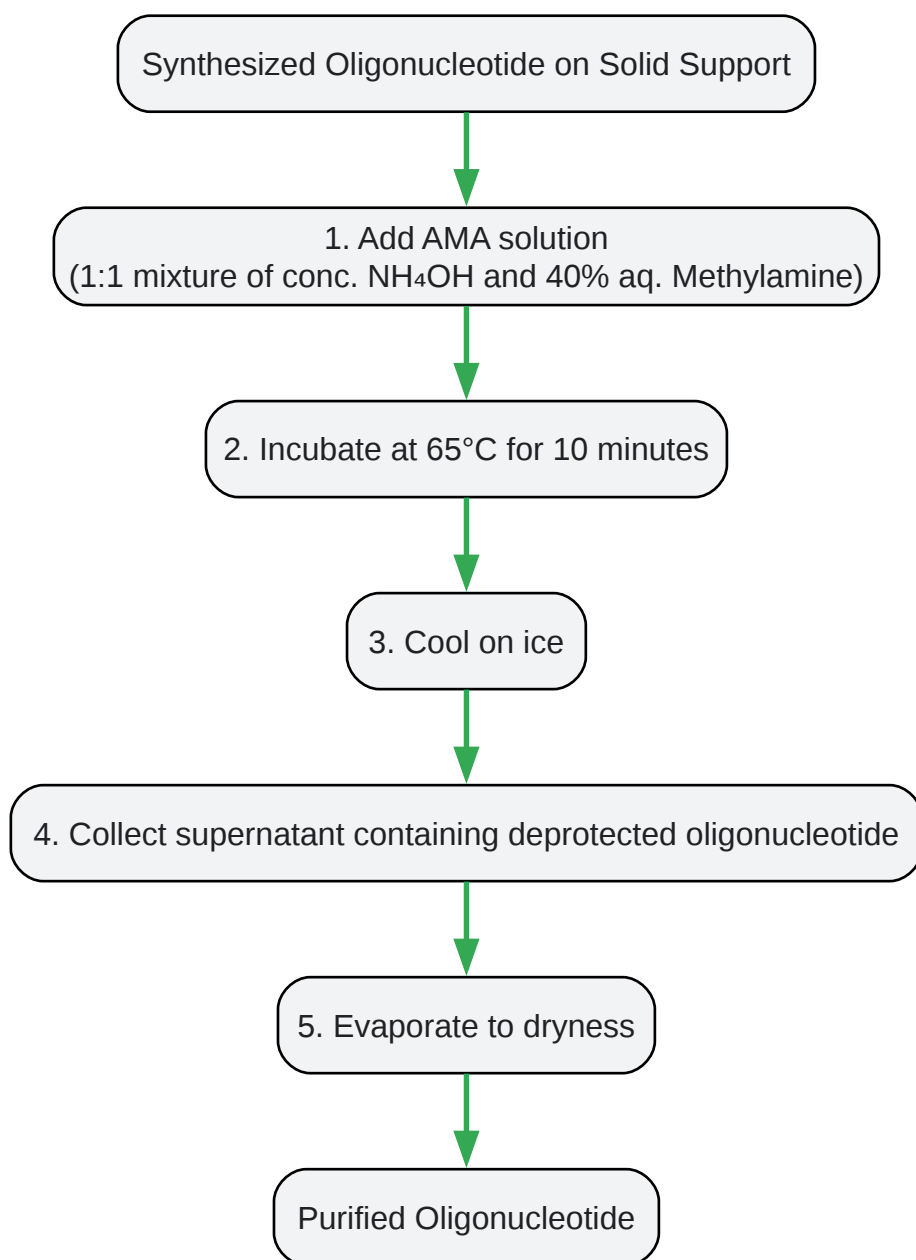 Synthesized Oligonucleotide on Solid Support
1. Add AMA solution
(1:1 mixture of conc. NH₄OH and 40% aq. Methylamine)
2. Incubate at 65°C for 10 minutes
3. Cool on ice
4. Collect supernatant containing deprotected oligonucleotide
5. Evaporate to dryness
Purified Oligonucleotide